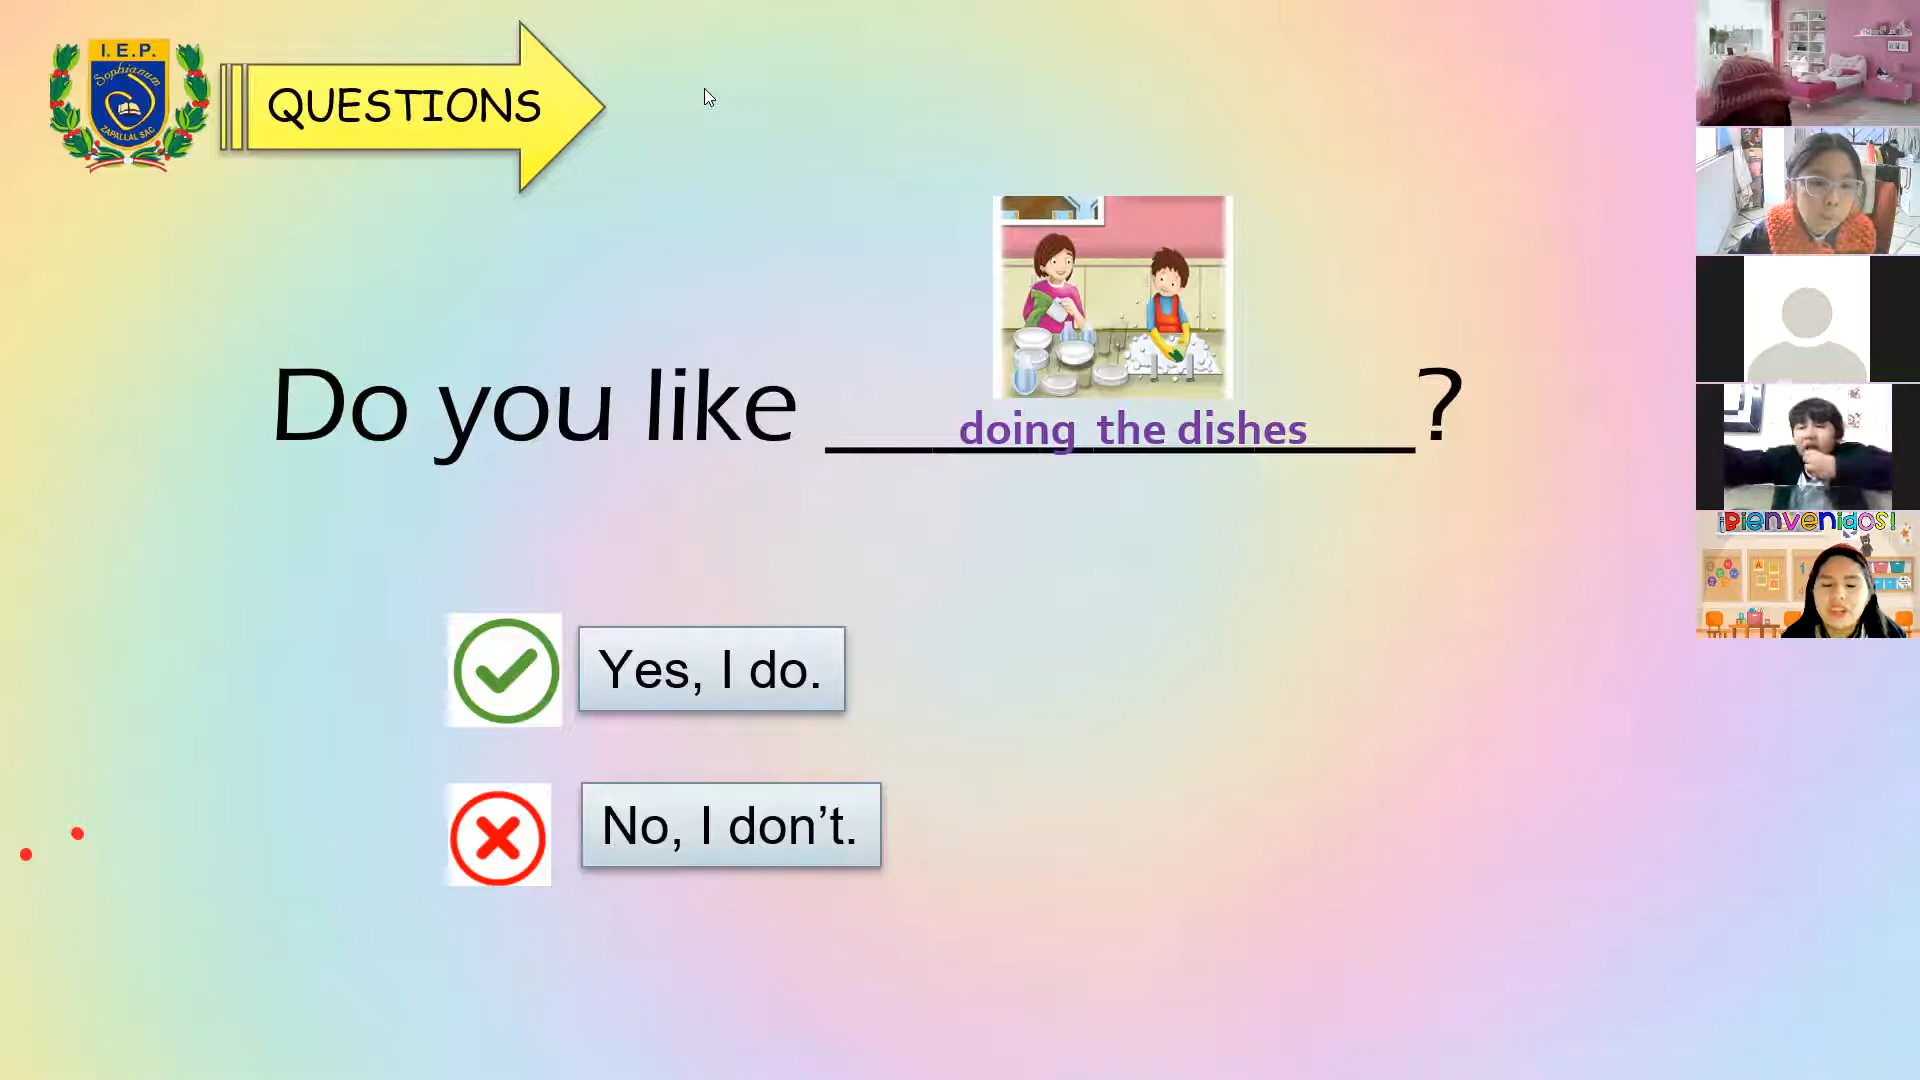 I.E.P.
Sophianum
ZAPALLAL SAC
QUESTIONS
Do you like doing the dishes?
Yes, I do.
No, I don’t.
¡Bienvenidos!